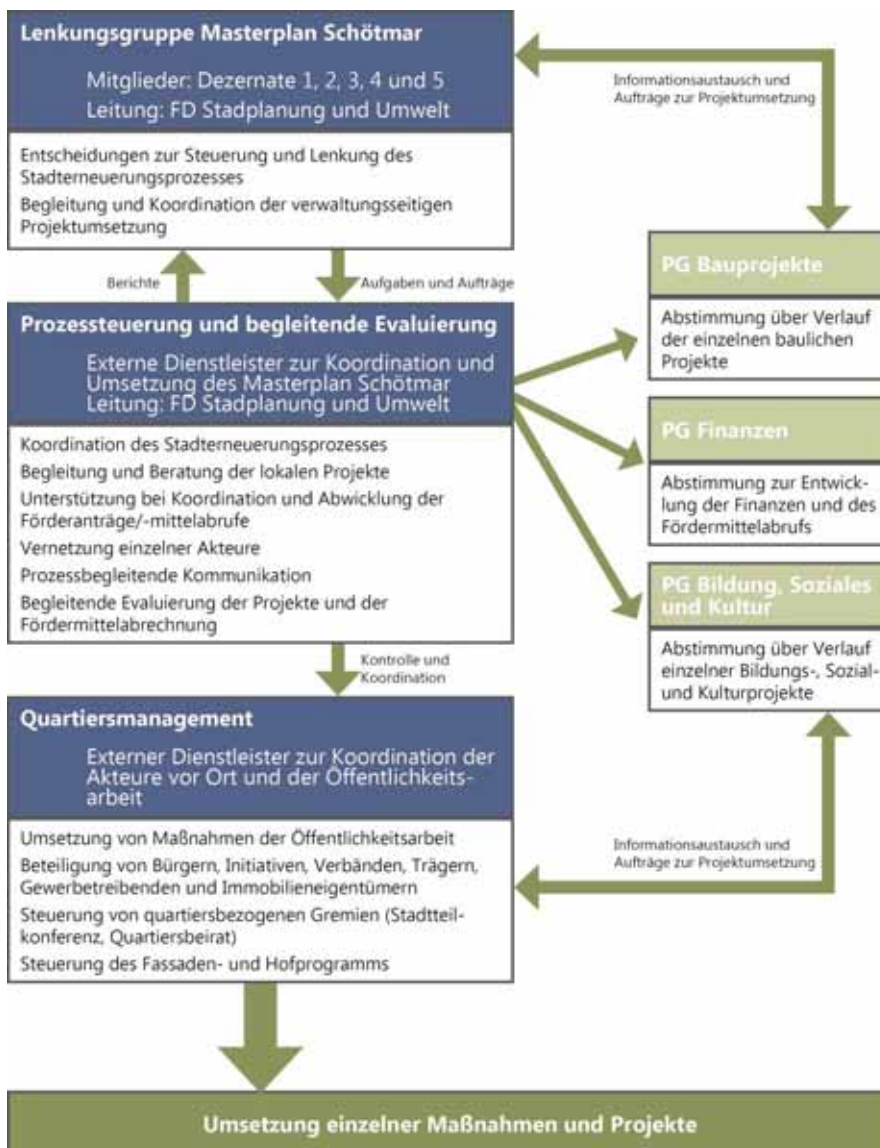 Lenkungsgruppe Masterplan Schötmar
Mitglieder: Dezernate 1, 2, 3, 4 und 5
Leitung: FD Stadplanung und Umwelt
Entscheidungen zur Steuerung und Lenkung des
Stadterneuerungsprozesses
Begleitung und Koordination der verwaltungsseitigen
Projektumsetzung
Informationsaustausch und
Aufträge zur Projektumsetzung
Berichte
Aufgaben und Aufträge
Prozessteuerung und begleitende Evaluierung
Externe Dienstleister zur Koordination und
Umsetzung des Masterplan Schötmar
Leitung: FD Stadplanung und Umwelt
Koordination des Stadterneuerungsprozesses
Begleitung und Beratung der lokalen Projekte
Unterstützung bei Koordination und Abwicklung der
Förderanträge/-mittelabrufe
Vernetzung einzelner Akteure
Prozessbegleitende Kommunikation
Begleitende Evaluierung der Projekte und der
Fördermittelabrechnung
PG Bauprojekte
Abstimmung über Verlauf
der einzelnen baulichen
Projekte
PG Finanzen
Abstimmung zur Entwick-
lung der Finanzen und des
Fördermittelabrufs
PG Bildung, Soziales
und Kultur
Abstimmung über Verlauf
einzelner Bildungs-, Sozial-
und Kulturprojekte
Kontrolle und
Koordination
Quartiersmanagement
Externer Dienstleister zur Koordination der
Akteure vor Ort und der Öffentlichkeits-
arbeit
Umsetzung von Maßnahmen der Öffentlichkeitsarbeit
Beteiligung von Bürgern, Initiativen, Verbänden, Trägern,
Gewerbetreibenden und Immobilieneigentümern
Steuerung von quartiersbezogenen Gremien (Stadtteil-
konferenz, Quartiersbeirat)
Steuerung des Fassaden- und Hofprogramms
Informationsaustausch und
Aufträge zur Projektumsetzung
Umsetzung einzelner Maßnahmen und Projekte